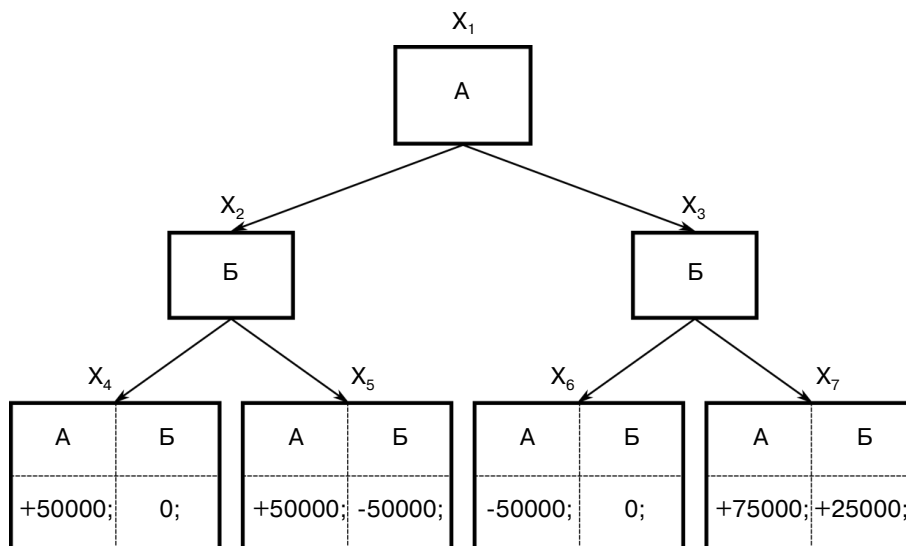 X₁
А
X₂ X₃
Б Б
X₄ X₅ X₆ X₇
А Б А Б А Б А Б
+50000; 0; +50000; -50000; -50000; 0; +75000; +25000;